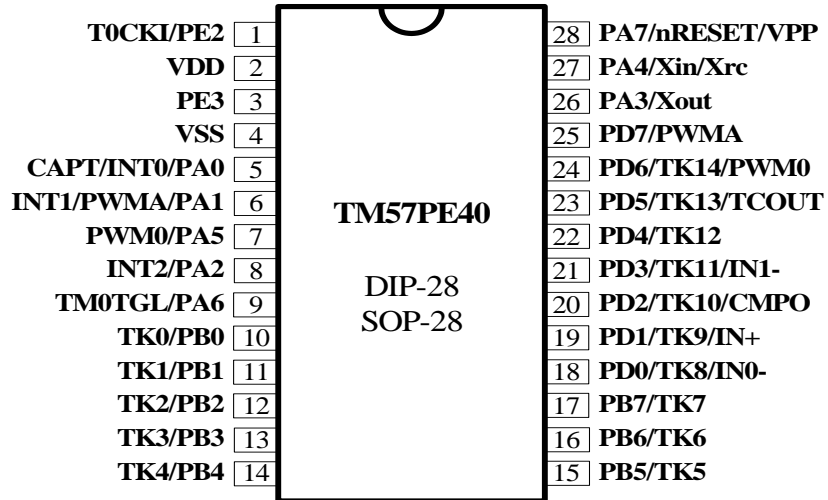 T0CKI/PE2 1 28 PA7/nRESET/VPP
VDD 2 27 PA4/Xin/Xrc
PE3 3 26 PA3/Xout
VSS 4 25 PD7/PWMA
CAPT/INT0/PA0 5 24 PD6/TK14/PWM0
INT1/PWMA/PA1 6 23 PD5/TK13/TCOUT
TM57PE40
PWM0/PA5 7 22 PD4/TK12
INT2/PA2 8 21 PD3/TK11/IN1-
DIP-28
TM0TGL/PA6 9 20 PD2/TK10/CMPO
SOP-28
TK0/PB0 10 19 PD1/TK9/IN+
TK1/PB1 11 18 PD0/TK8/IN0-
TK2/PB2 12 17 PB7/TK7
TK3/PB3 13 16 PB6/TK6
TK4/PB4 14 15 PB5/TK5